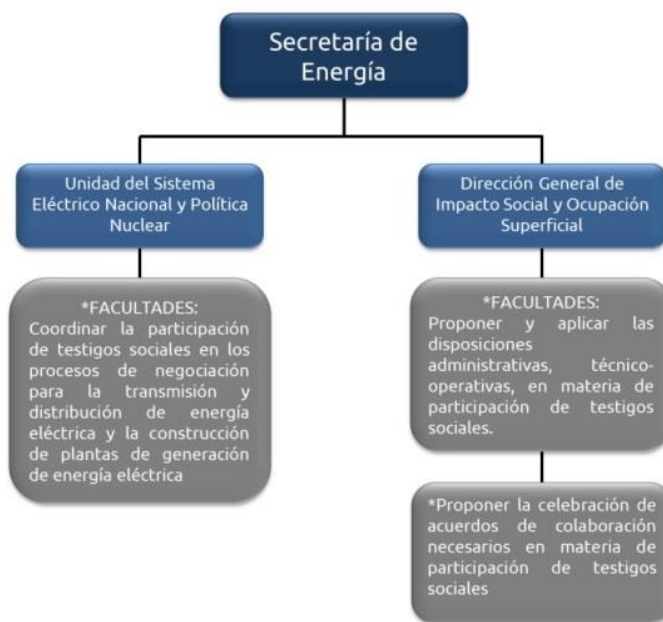 Secretaría de
Energía
Unidad del Sistema
Eléctrico Nacional y Política
Nuclear
*FACULTADES:
Coordinar la participación
de testigos sociales en los
procesos de negociación
para la transmisión y
distribución de energía
eléctrica y la construcción
de plantas de generación
de energía eléctrica
Dirección General de
Impacto Social y Ocupación
Superficial
*FACULTADES:
Proponer y aplicar las
disposiciones
administrativas, técnico-
operativas, en materia de
participación de testigos
sociales.
*Proponer la celebración de
acuerdos de colaboración
necesarios en materia de
participación de testigos
sociales